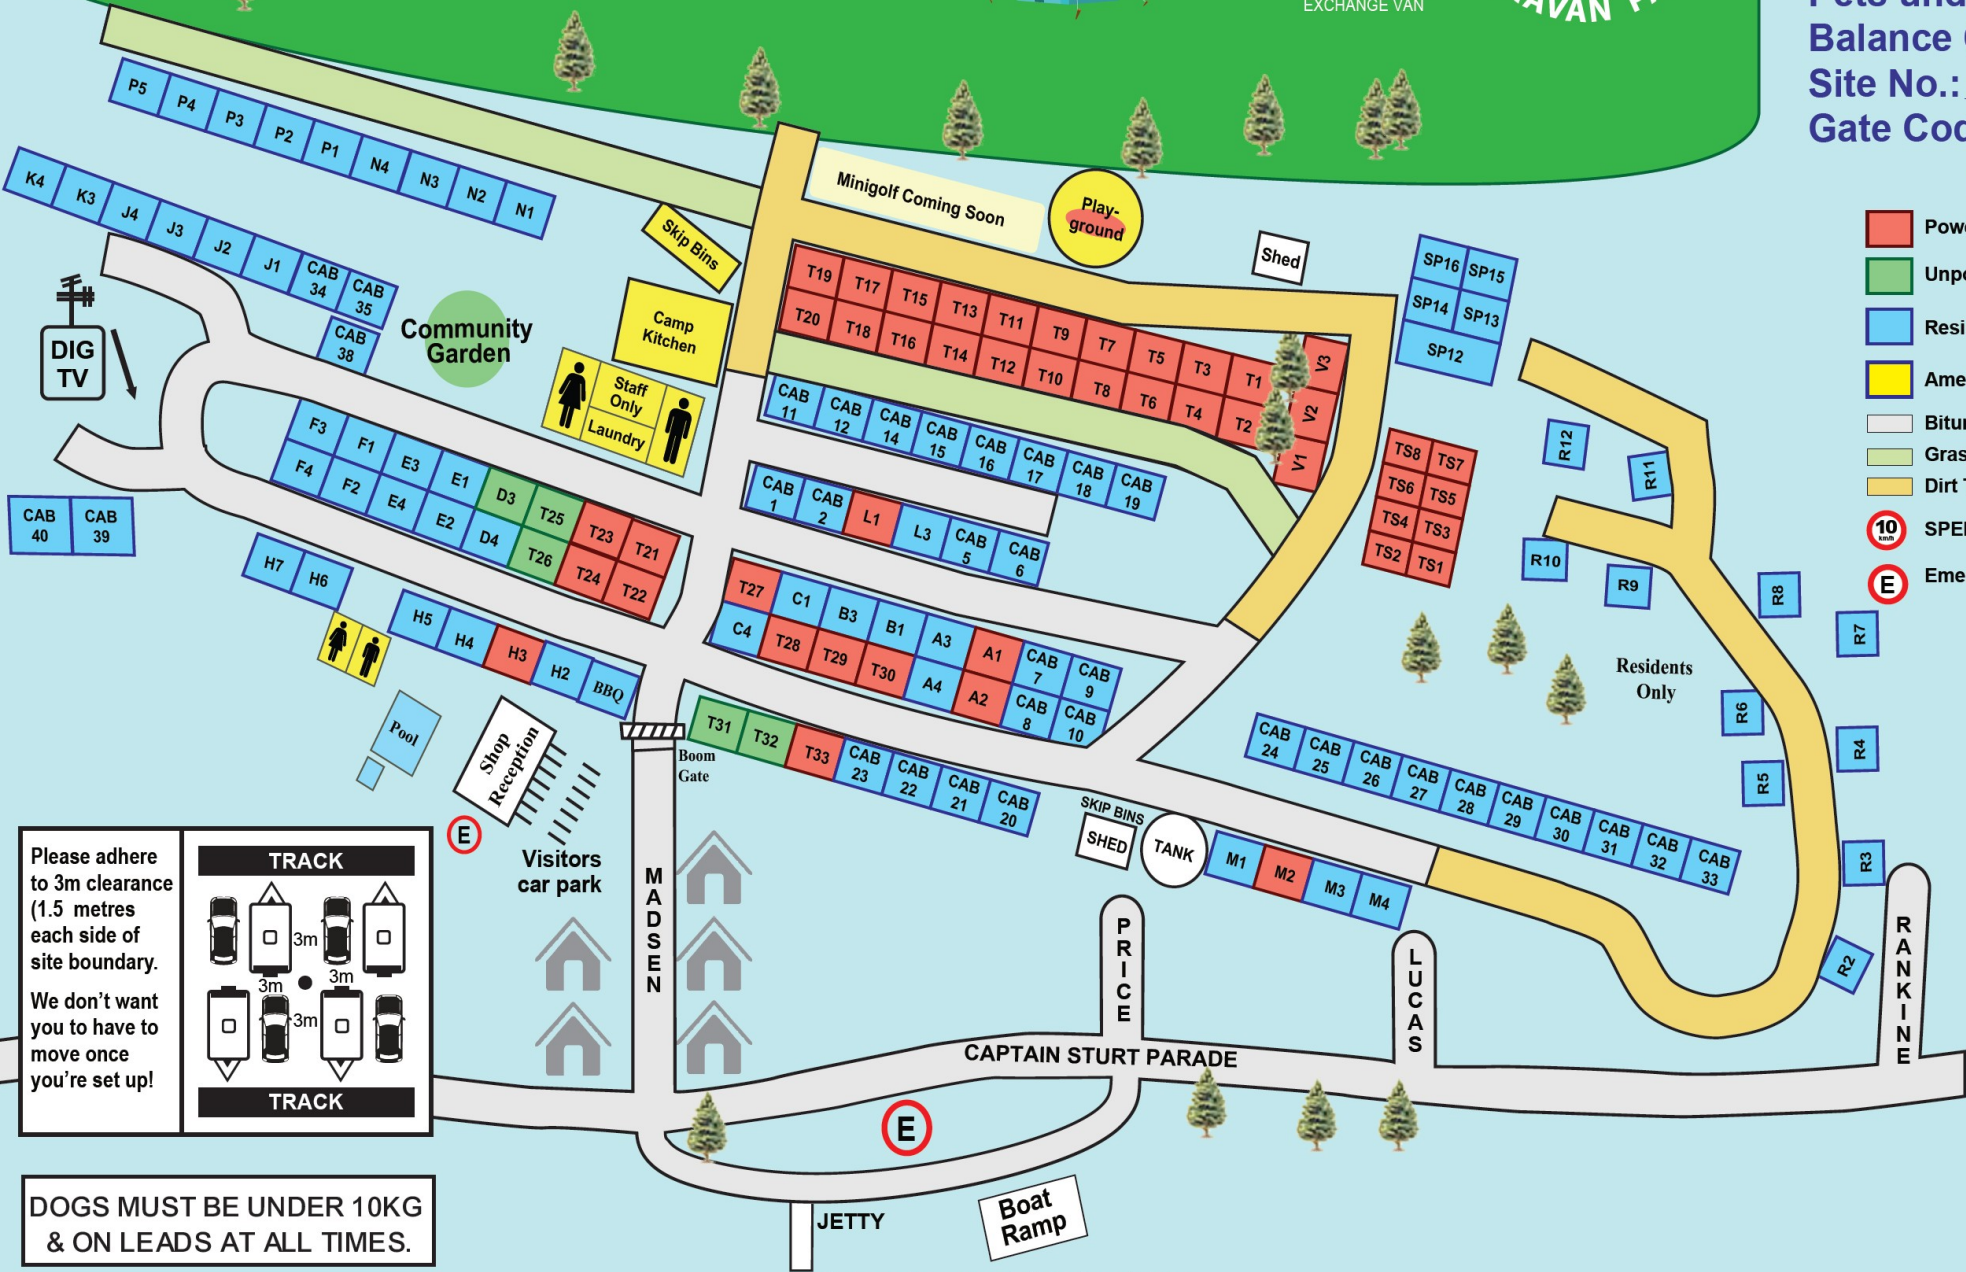 EXCHANGE VAN
Balance
Site No.:
P5
P4
P3
P2
P1
N4
N3
N2
N1
K4
K3
J4
J3
J2
J1
CAB
34
CAB
35
CAB
38
DIG
TV
Community
Garden
Skip Bins
Camp
Kitchen
Staff
Only
Laundry
Minigolf Coming Soon
Play-
ground
Shed
T19
T17
T15
T13
T11
T9
T7
T5
T3
T1
V3
T20
T18
T16
T14
T12
T10
T8
T6
T4
T2
V2
V1
SP16
SP15
SP14
SP13
SP12
CAB
11
CAB
12
CAB
14
CAB
15
CAB
16
CAB
17
CAB
18
CAB
19
CAB
1
CAB
2
L1
L3
CAB
5
CAB
6
TS8
TS7
TS6
TS5
TS4
TS3
TS2
TS1
R12
R11
R10
R9
R8
R7
R6
R5
R4
R3
R2
10
km/h
E
F3
F1
E3
E1
D3
T25
T23
T21
F4
F2
E4
E2
D4
T26
T24
T22
CAB
40
CAB
39
H7
H6
H5
H4
H3
H2
BBQ
T27
C1
B3
B1
A3
A1
CAB
7
CAB
9
C4
T28
T29
T30
A4
A2
CAB
8
CAB
10
Residents
Only
Pool
Shop
Reception
Boom
Gate
T31
T32
T33
CAB
23
CAB
22
CAB
21
CAB
20
CAB
24
CAB
25
CAB
26
CAB
27
CAB
28
CAB
29
CAB
30
CAB
31
CAB
32
CAB
33
SKIP BINS
SHED
TANK
M1
M2
M3
M4
E
Visitors
car park
MADSEN
PRICE
LUCAS
RANKINE
CAPTAIN STURT PARADE
E
JETTY
Boat
Ramp
Please adhere
to 3m clearance
(1.5 metres
each side of
site boundary.
We don't want
you to have to
move once
you're set up!
TRACK
3m
3m
3m
3m
TRACK
DOGS MUST BE UNDER 10KG
& ON LEADS AT ALL TIMES.